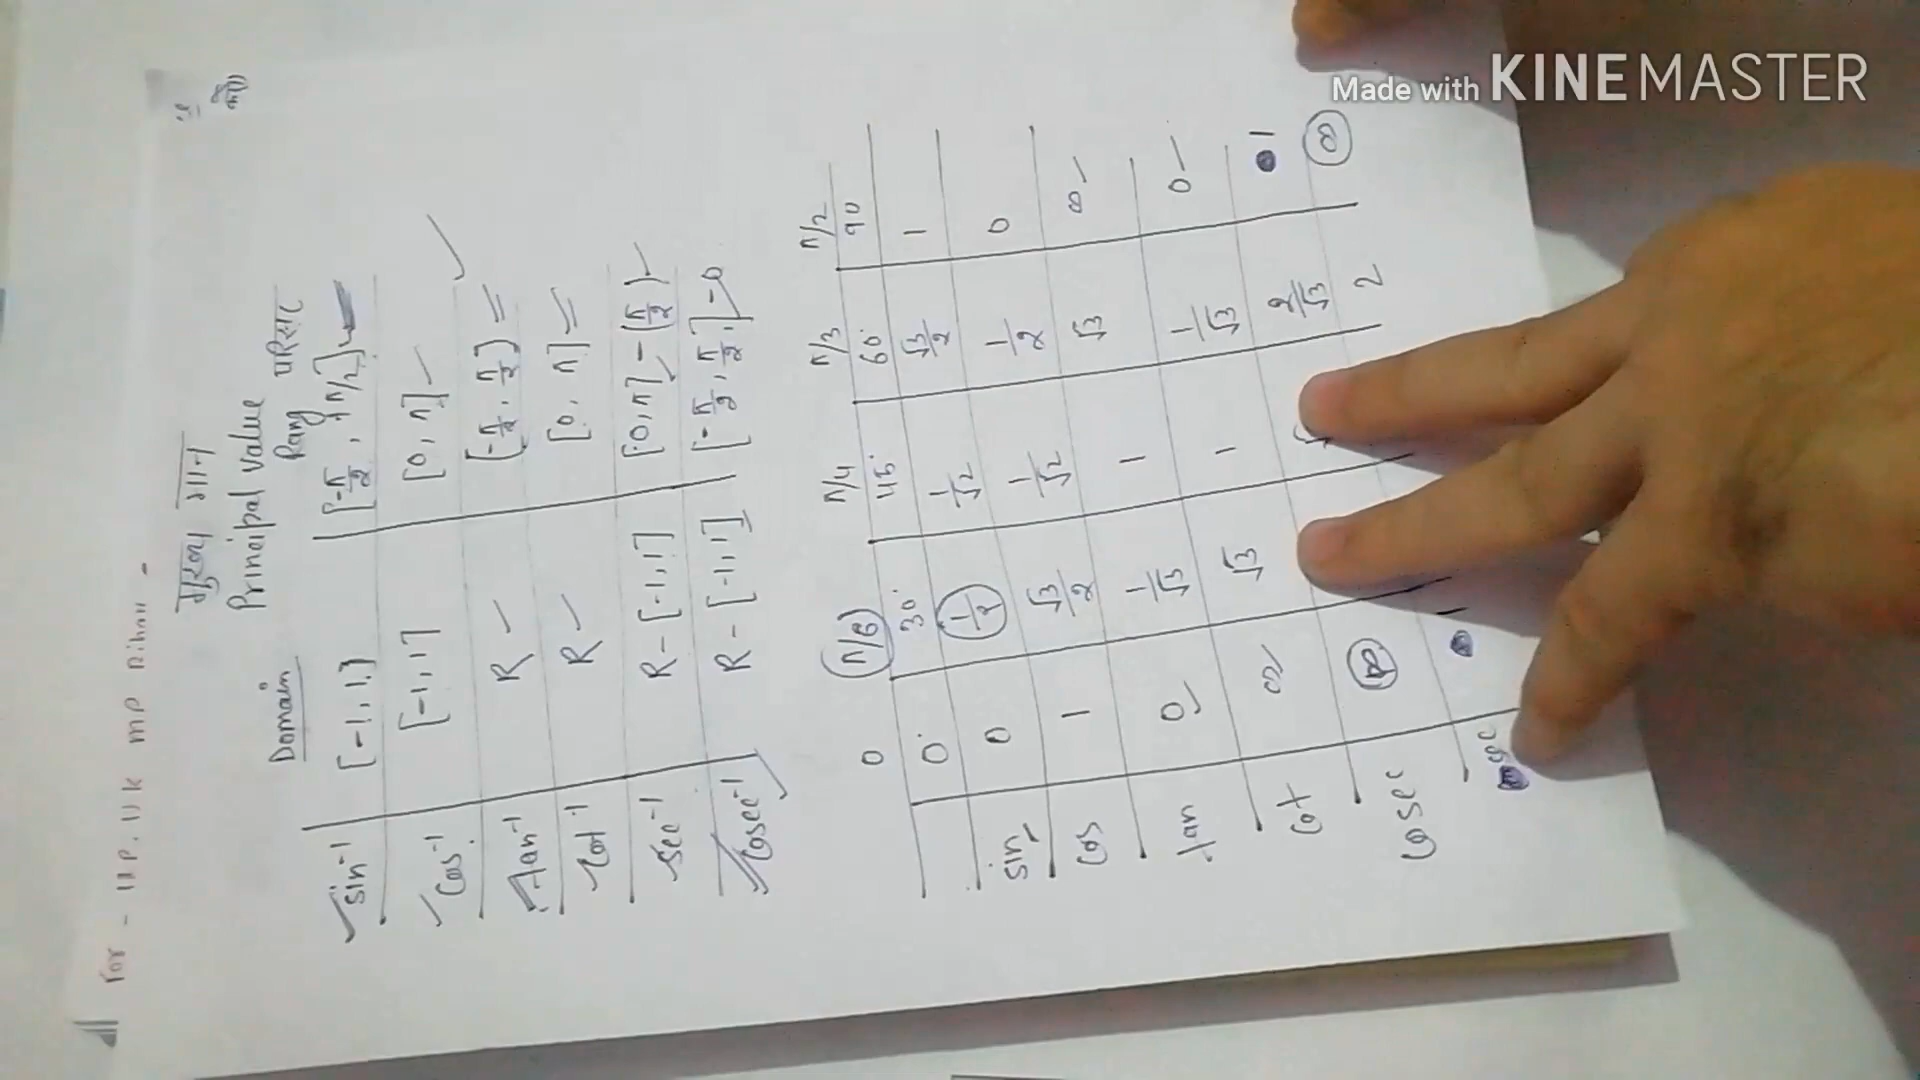 Made with KINEMASTER
For - U.P. U.K MP Bihar -
मुख्य मान
Principal Value
Domain Rang परिसर
sin⁻¹ [-1, 1] [-π/2, +π/2]
cos⁻¹ [-1, 1] [0, π]
tan⁻¹ R (-π/2, π/2)
cot⁻¹ R [0, π]
sec⁻¹ R - [-1, 1] [0, π] - (π/2)
cosec⁻¹ R - [-1, 1] [-π/2, π/2] - 0
0 π/6 π/4 π/3 π/2
0° 30° 45° 60° 90
sin 0 1/2 1/√2 √3/2 1
cos 1 √3/2 1/√2 1/2 0
tan 0 1/√3 1 √3 ∞
cot ∞ √3 1 1/√3 0
cosec ∞ 2/√3 1
sec 1 2 ∞